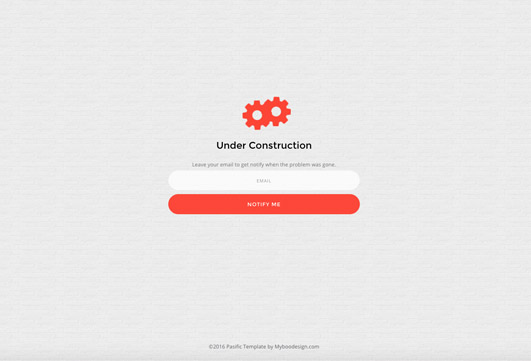 Under Construction
Leave your email to get notify when the problem was gone.
EMAIL
NOTIFY ME
©2016 Pasific Template by Myboodesign.com